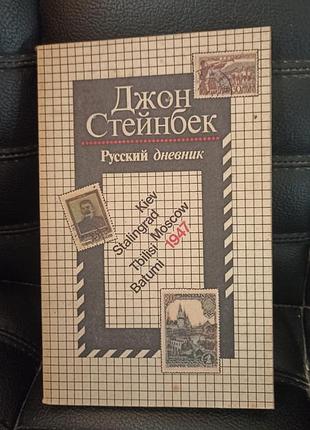 Джон
Стейнбек
Русский дневник
Kiev
Stalingrad
Tbilisi Moscow
Batumi 1947